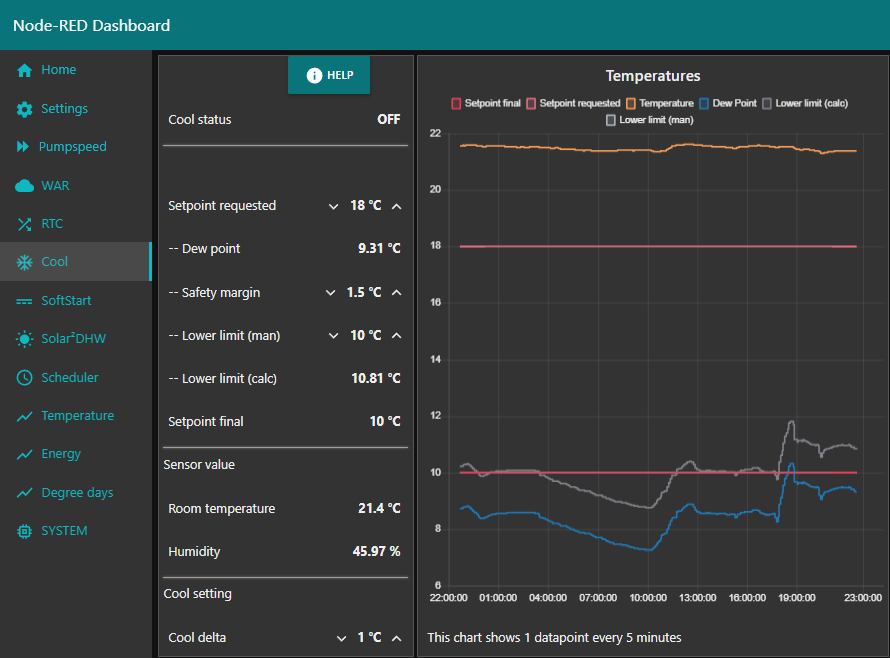 Node-RED Dashboard
Home
Settings
Pumpspeed
WAR
RTC
Cool
SoftStart
Solar²DHW
Scheduler
Temperature
Energy
Degree days
SYSTEM
HELP
Cool status OFF
Setpoint requested 18 °C
-- Dew point 9.31 °C
-- Safety margin 1.5 °C
-- Lower limit (man) 10 °C
-- Lower limit (calc) 10.81 °C
Setpoint final 10 °C
Sensor value
Room temperature 21.4 °C
Humidity 45.97 %
Cool setting
Cool delta 1 °C
Temperatures
Setpoint final Setpoint requested Temperature Dew Point Lower limit (calc)
Lower limit (man)
22
20
18
16
14
12
10
8
6
22:00:00 01:00:00 04:00:00 07:00:00 10:00:00 13:00:00 16:00:00 19:00:00 23:00:00
This chart shows 1 datapoint every 5 minutes